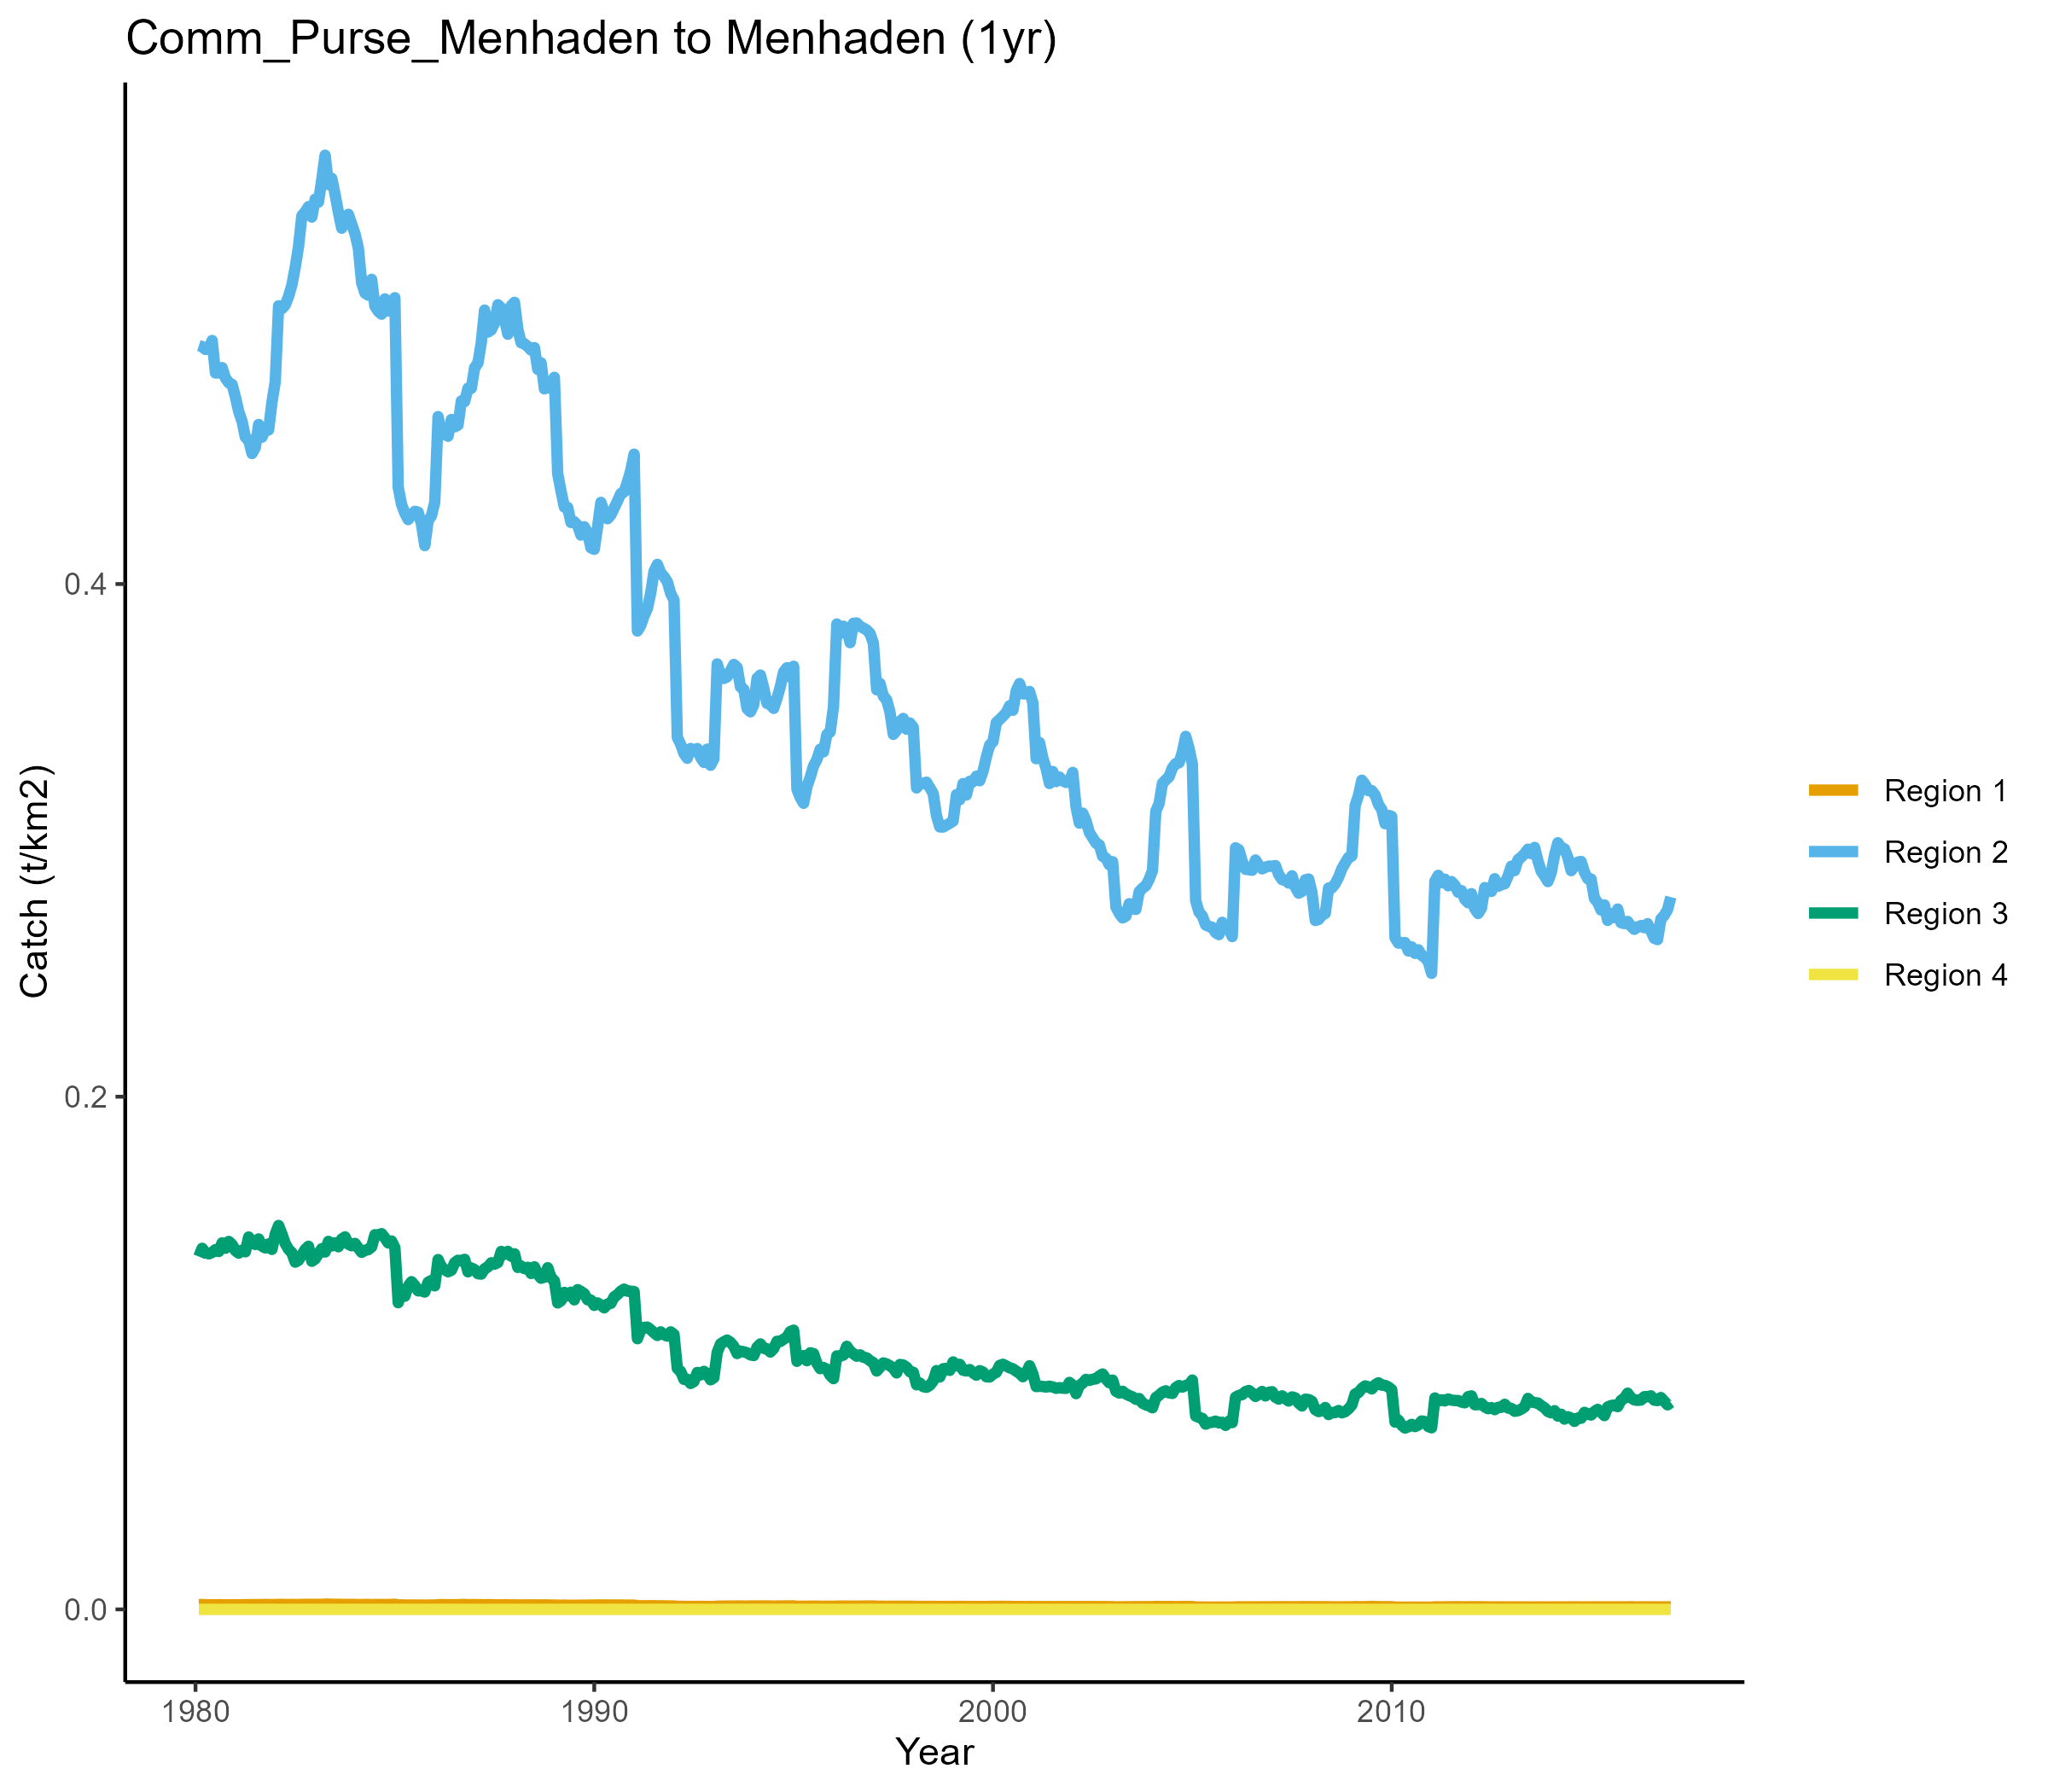 Comm_Purse_Menhaden to Menhaden (1yr)
Catch (t/km2)
0.4
0.2
0.0
1980 1990 2000 2010
Year
Region 1
Region 2
Region 3
Region 4